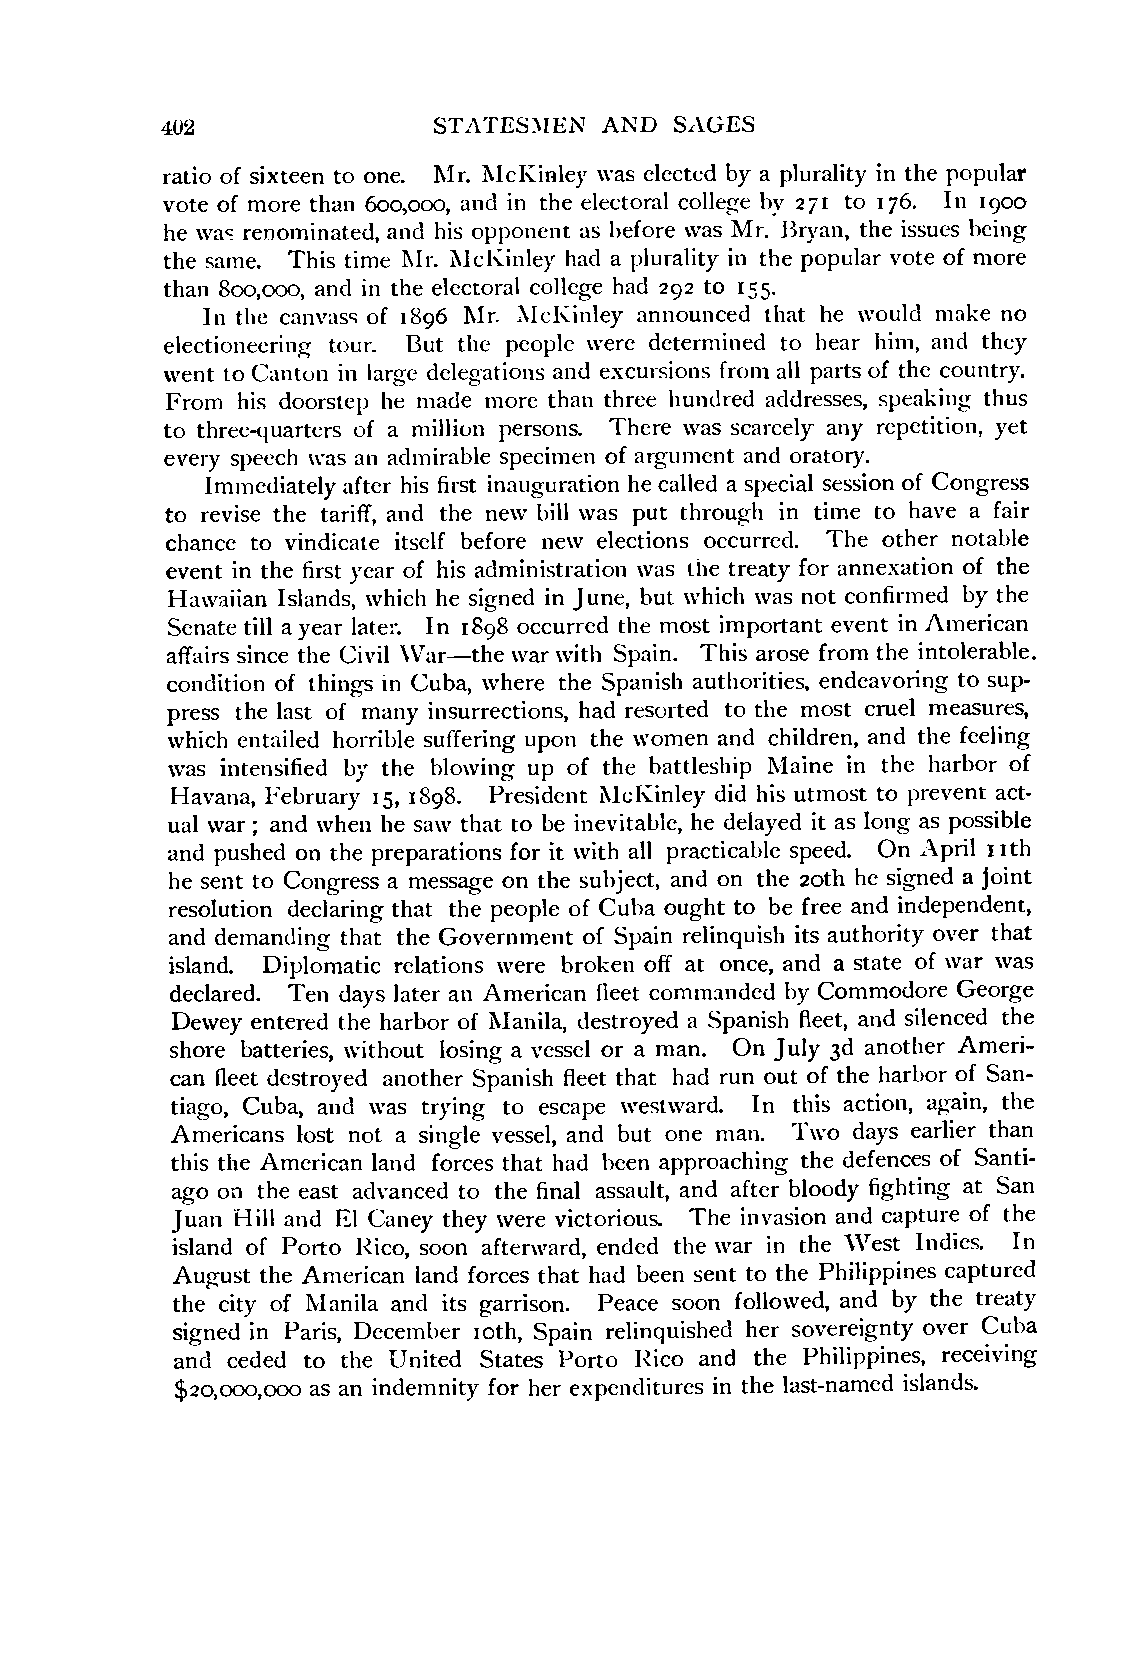 402 STATESMEN AND SAGES
ratio of sixteen to one. Mr. McKinley was elected by a plurality in the popular
vote of more than 600,000, and in the electoral college by 271 to 176. In 1900
he was renominated, and his opponent as before was Mr. Bryan, the issues being
the same. This time Mr. McKinley had a plurality in the popular vote of more
than 800,000, and in the electoral college had 292 to 155.
In the canvass of 1896 Mr. McKinley announced that he would make no
electioneering tour. But the people were determined to hear him, and they
went to Canton in large delegations and excursions from all parts of the country.
From his doorstep he made more than three hundred addresses, speaking thus
to three-quarters of a million persons. There was scarcely any repetition, yet
every speech was an admirable specimen of argument and oratory.
Immediately after his first inauguration he called a special session of Congress
to revise the tariff, and the new bill was put through in time to have a fair
chance to vindicate itself before new elections occurred. The other notable
event in the first year of his administration was the treaty for annexation of the
Hawaiian Islands, which he signed in June, but which was not confirmed by the
Senate till a year later. In 1898 occurred the most important event in American
affairs since the Civil War—the war with Spain. This arose from the intolerable.
condition of things in Cuba, where the Spanish authorities, endeavoring to sup-
press the last of many insurrections, had resorted to the most cruel measures,
which entailed horrible suffering upon the women and children, and the feeling
was intensified by the blowing up of the battleship Maine in the harbor of
Havana, February 15, 1898. President McKinley did his utmost to prevent act-
ual war; and when he saw that to be inevitable, he delayed it as long as possible
and pushed on the preparations for it with all practicable speed. On April 11th
he sent to Congress a message on the subject, and on the 20th he signed a joint
resolution declaring that the people of Cuba ought to be free and independent,
and demanding that the Government of Spain relinquish its authority over that
island. Diplomatic relations were broken off at once, and a state of war was
declared. Ten days later an American fleet commanded by Commodore George
Dewey entered the harbor of Manila, destroyed a Spanish fleet, and silenced the
shore batteries, without losing a vessel or a man. On July 3d another Ameri-
can fleet destroyed another Spanish fleet that had run out of the harbor of San-
tiago, Cuba, and was trying to escape westward. In this action, again, the
Americans lost not a single vessel, and but one man. Two days earlier than
this the American land forces that had been approaching the defences of Santi-
ago on the east advanced to the final assault, and after bloody fighting at San
Juan Hill and El Caney they were victorious. The invasion and capture of the
island of Porto Rico, soon afterward, ended the war in the West Indies. In
August the American land forces that had been sent to the Philippines captured
the city of Manila and its garrison. Peace soon followed, and by the treaty
signed in Paris, December 10th, Spain relinquished her sovereignty over Cuba
and ceded to the United States Porto Rico and the Philippines, receiving
$20,000,000 as an indemnity for her expenditures in the last-named islands.